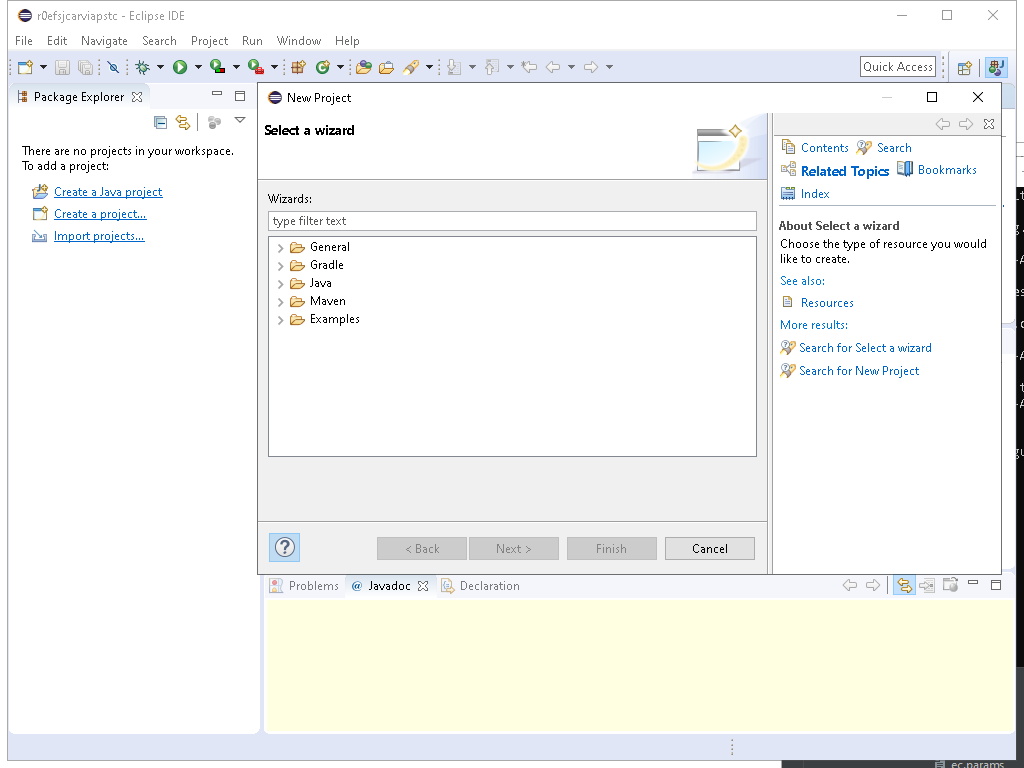 r0efsjcarviapstc - Eclipse IDE
File Edit Navigate Search Project Run Window Help
Quick Access
Package Explorer
There are no projects in your workspace.
To add a project:
Create a Java project
Create a project...
Import projects...
New Project
Select a wizard
Wizards:
type filter text
General
Gradle
Java
Maven
Examples
? < Back Next > Finish Cancel
Contents Search
Related Topics Bookmarks
Index
About Select a wizard
Choose the type of resource you would
like to create.
See also:
Resources
More results:
Search for Select a wizard
Search for New Project
Problems @ Javadoc Declaration
ec.params